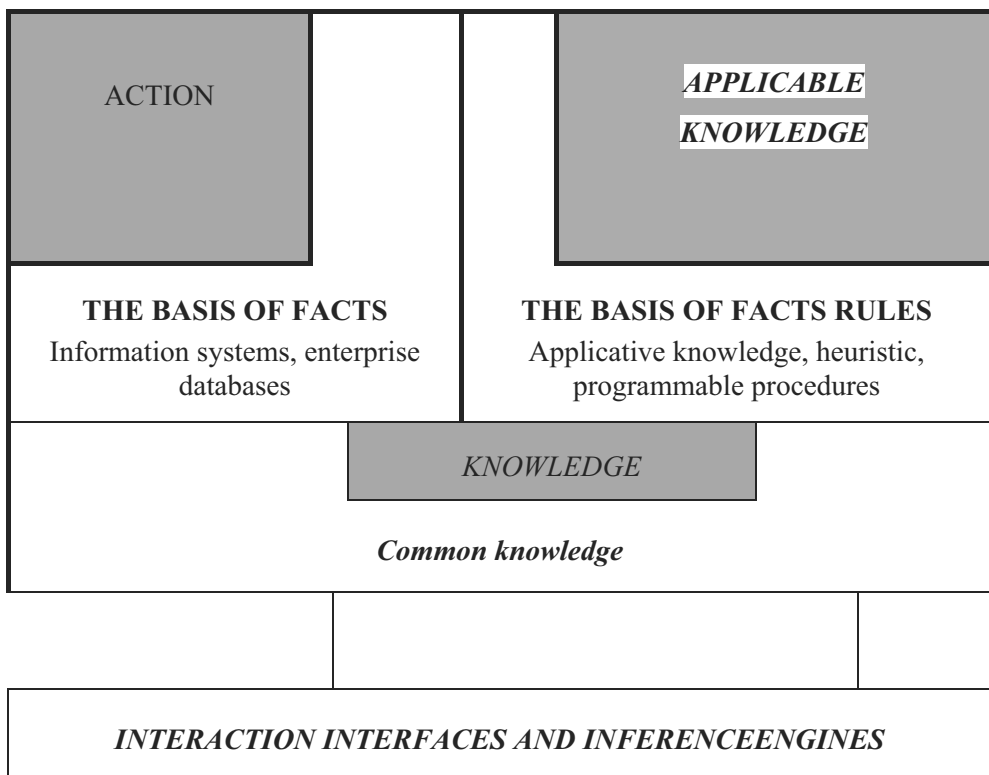 ACTION
APPLICABLE
KNOWLEDGE
THE BASIS OF FACTS
Information systems, enterprise
databases
THE BASIS OF FACTS RULES
Applicative knowledge, heuristic,
programmable procedures
KNOWLEDGE
Common knowledge
INTERACTION INTERFACES AND INFERENCEENGINES